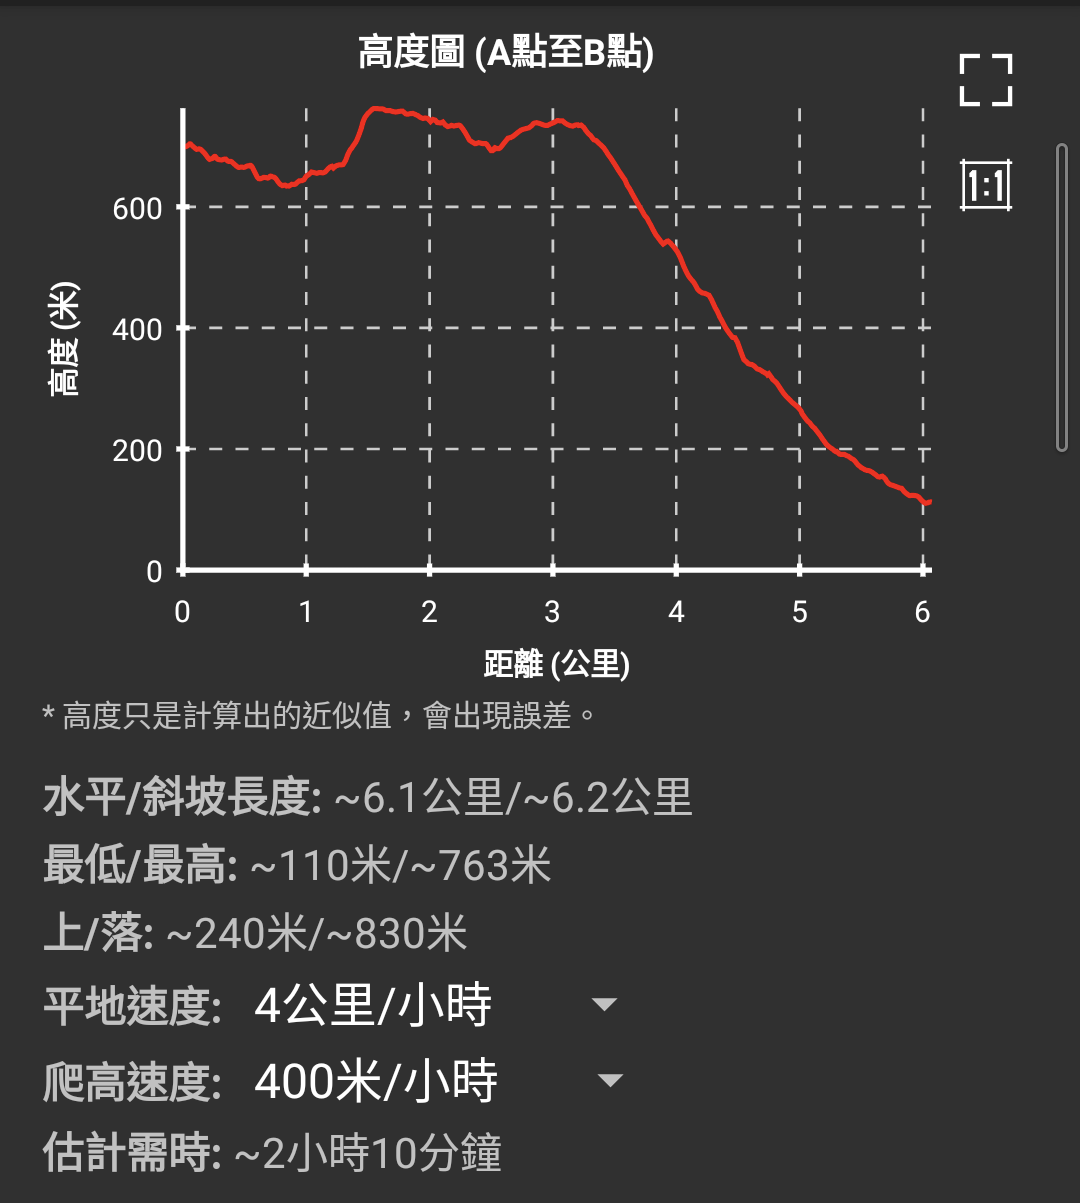 高度圖 (A點至B點)
1:1
600
400
200
0
高度 (米)
0 1 2 3 4 5 6
距離 (公里)
* 高度只是計算出的近似值，會出現誤差。
水平/斜坡長度: ~6.1公里/~6.2公里
最低/最高: ~110米/~763米
上/落: ~240米/~830米
平地速度: 4公里/小時
爬高速度: 400米/小時
估計需時: ~2小時10分鐘